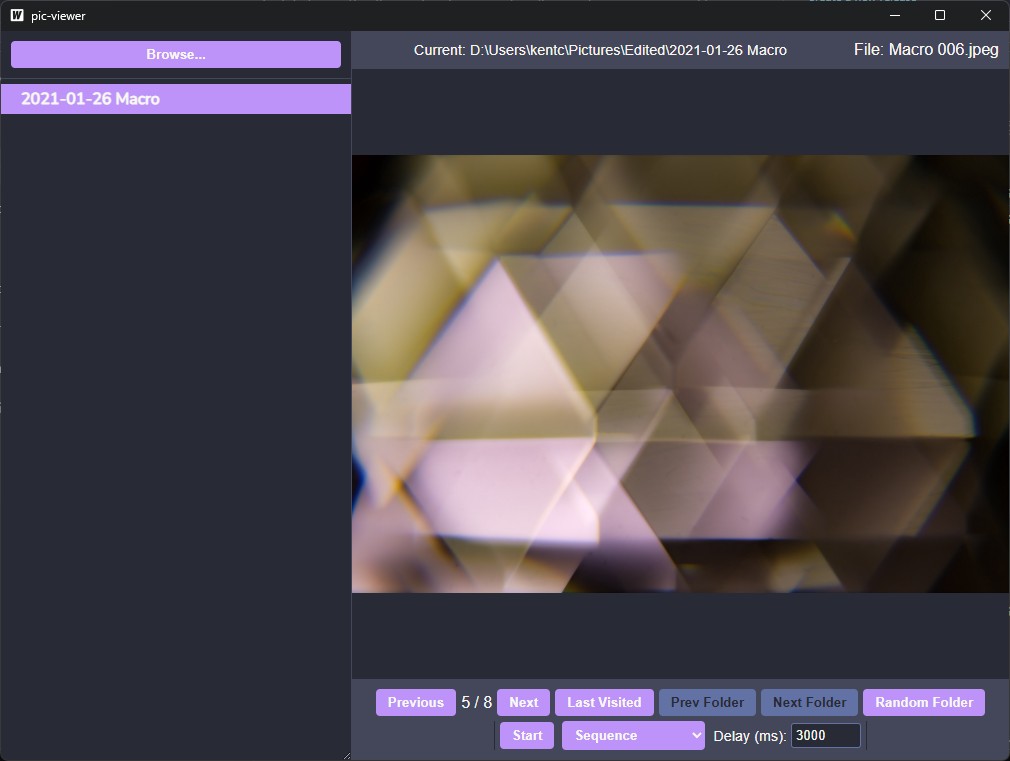 W pic-viewer
Browse...
Current: D:\Users\kentc\Pictures\Edited\2021-01-26 Macro
File: Macro 006.jpeg
2021-01-26 Macro
Previous 5 / 8 Next Last Visited Prev Folder Next Folder Random Folder
Start Sequence Delay (ms): 3000